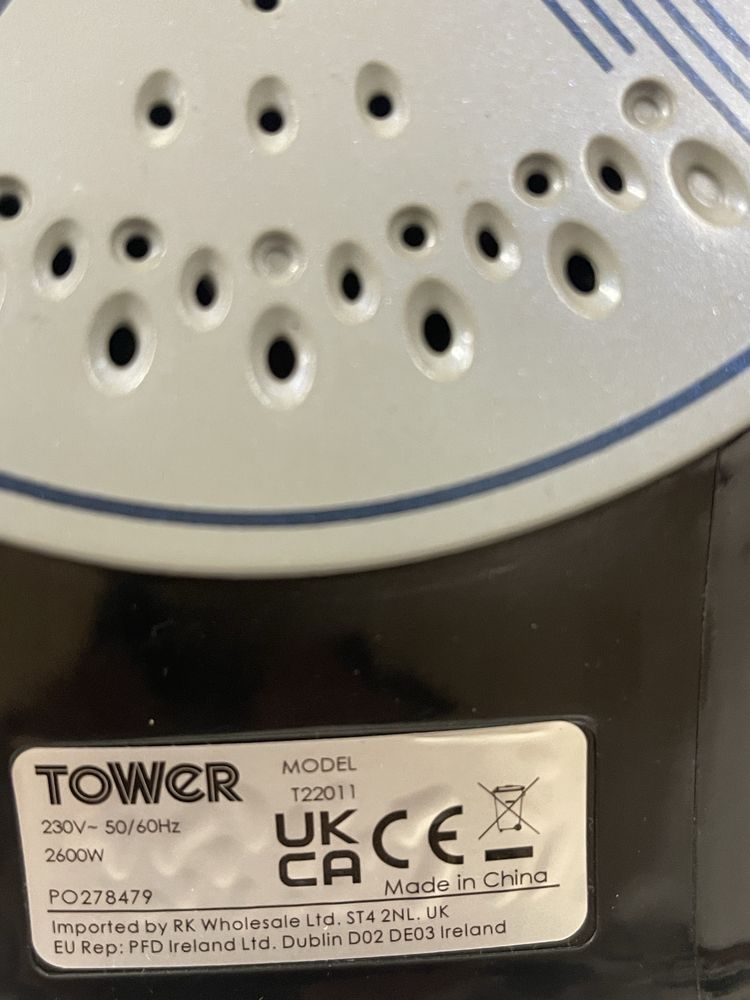 TOWER
MODEL
T22011
230V~ 50/60Hz
2600W
UK
CA
CE
Made in China
PO278479
Imported by RK Wholesale Ltd. ST4 2NL. UK
EU Rep: PFD Ireland Ltd. Dublin D02 DE03 Ireland